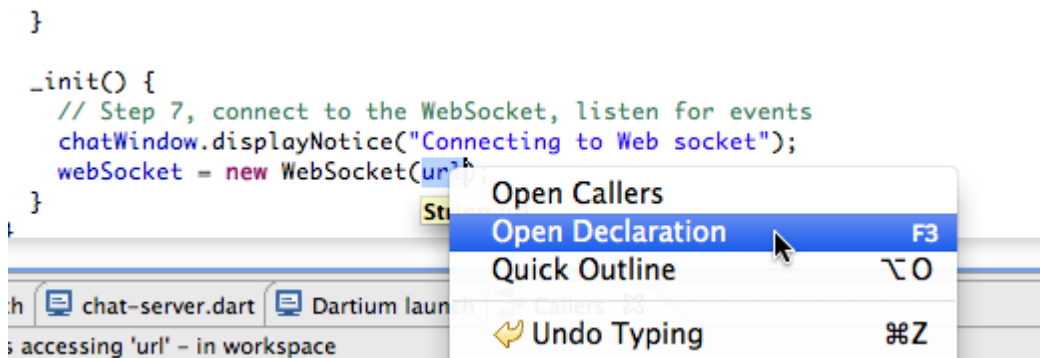 }
_init() {
// Step 7, connect to the WebSocket, listen for events
chatWindow.displayNotice("Connecting to Web socket");
webSocket = new WebSocket(url);
}
Open Callers
Open Declaration F3
Quick Outline ⌥O
Undo Typing ⌘Z
chat-server.dart Dartium launch Callers
accessing 'url' – in workspace